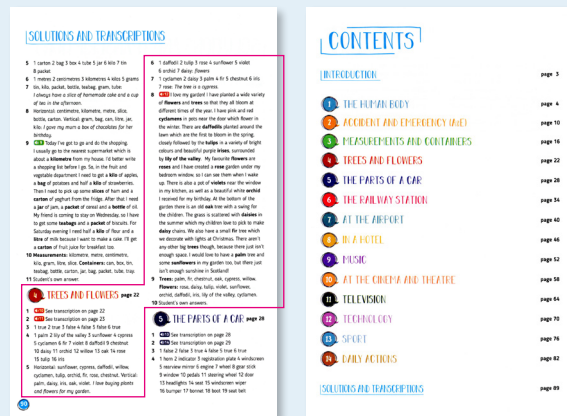 SOLUTIONS AND TRANSCRIPTIONS
5 1 carton 2 bag 3 box 4 tube 5 jar 6 kilo 7 tin
8 packet
6 1 metres 2 centimetres 3 kilometres 4 kilos 5 grams
7 tin, kilo, packet, bottle, teabag, gram, tube:
I always have a slice of homemade cake and a cup
of tea in the afternoon.
8 Horizontal: centimetre, kilometre, metre, slice,
bottle, carton. Vertical: gram, bag, can, litre, jar,
kilo: I gave my mum a box of chocolates for her
birthday.
9 Today I've got to go and do the shopping.
I usually go to the nearest supermarket which is
about a kilometre from my house. I'd better write
a shopping list before I go. So, in the fruit and
vegetable department I need to get a kilo of apples,
a bag of potatoes and half a kilo of strawberries.
Then I need to pick up some slices of ham and a
carton of yoghurt from the fridge. After that I need
a jar of jam, a packet of cereal and a bottle of oil.
My friend is coming to stay on Wednesday, so I have
to get some teabags and a packet of biscuits. For
Saturday evening I need half a kilo of flour and a
litre of milk because I want to make a cake. I'll get
a carton of fruit juice for breakfast too.
10 Measurements: kilometre, metre, centimetre,
kilo, gram, litre, slice. Containers: can, box, tin,
teabag, bottle, carton, jar, bag, packet, tube, tray.
11 Student's own answer.
4 TREES AND FLOWERS page 22
1 See transcription on page 22
2 See transcription on page 23
3 1 true 2 true 3 false 4 false 5 false 6 true
4 1 palm 2 lily of the valley 3 sunflower 4 cypress
5 cyclamen 6 fir 7 violet 8 daffodil 9 chestnut
10 daisy 11 orchid 12 willow 13 oak 14 rose
15 tulip 16 iris
5 Horizontal: sunflower, cypress, daffodil, willow,
cyclamen, tulip, orchid, fir, rose, chestnut. Vertical:
palm, daisy, iris, oak, violet. I love buying plants
and flowers for my garden.
90
6 1 daffodil 2 tulip 3 rose 4 sunflower 5 violet
6 orchid 7 daisy: flowers
7 1 cyclamen 2 daisy 3 palm 4 fir 5 chestnut 6 iris
7 rose: The tree is a cypress.
8 I love my garden! I have planted a wide variety
of flowers and trees so that they all bloom at
different times of the year. I have pink and red
cyclamens in pots near the door which flower in
the winter. There are daffodils planted around the
lawn which are the first to bloom in the spring,
closely followed by the tulips in a variety of bright
colours and beautiful purple irises, surrounded
by lily of the valley. My favourite flowers are
roses and I have created a rose garden under my
bedroom window, so I can see them when I wake
up. There is also a pot of violets near the window
in my kitchen, as well as a beautiful white orchid
I received for my birthday. At the bottom of the
garden there is an old oak tree with a swing for
the children. The grass is scattered with daisies in
the summer which my children love to pick to make
daisy chains. We also have a small fir tree which
we decorate with lights at Christmas. There aren't
any other big trees though, because there just isn't
enough space. I would love to have a palm tree and
some sunflowers in my garden too, but there just
isn't enough sunshine in Scotland!
9 Trees: palm, fir, chestnut, oak, cypress, willow.
Flowers: rose, daisy, tulip, violet, sunflower,
orchid, daffodil, iris, lily of the valley, cyclamen.
10 Student's own answers.
5 THE PARTS OF A CAR page 28
1 See transcription on page 28
2 See transcription on page 29
3 1 false 2 false 3 true 4 false 5 true 6 true
4 1 horn 2 indicator 3 registration plate 4 windscreen
5 rearview mirror 6 engine 7 wheel 8 gear stick
9 window 10 pedals 11 steering wheel 12 door
13 headlights 14 seat 15 windscreen wiper
16 bumper 17 bonnet 18 boot 19 seat belt
CONTENTS
INTRODUCTION page 3
1 THE HUMAN BODY page 4
2 ACCIDENT AND EMERGENCY (A&E) page 10
3 MEASUREMENTS AND CONTAINERS page 16
4 TREES AND FLOWERS page 22
5 THE PARTS OF A CAR page 28
6 THE RAILWAY STATION page 34
7 AT THE AIRPORT page 40
8 IN A HOTEL page 46
9 MUSIC page 52
10 AT THE CINEMA AND THEATRE page 58
11 TELEVISION page 64
12 TECHNOLOGY page 70
13 SPORT page 76
14 DAILY ACTIONS page 82
SOLUTIONS AND TRANSCRIPTIONS page 89